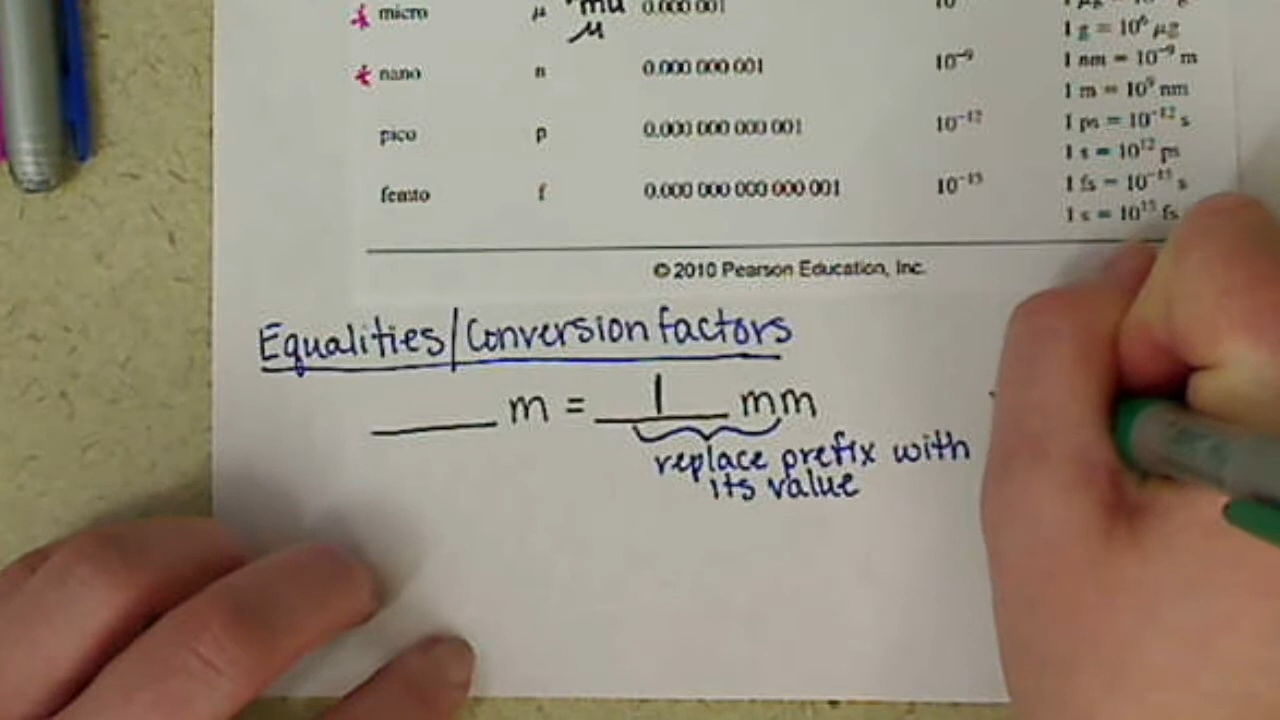 micro μ "mu 0.000 001 10
μ 1 g = 10⁶ μg
nano n 0.000 000 001 10⁻⁹ 1 nm = 10⁻⁹ m
1 m = 10⁹ nm
pico p 0.000 000 000 001 10⁻¹² 1 ps = 10⁻¹² s
1 s = 10¹² ps
femto f 0.000 000 000 000 001 10⁻¹⁵ 1 fs = 10⁻¹⁵ s
1 s = 10¹⁵ fs
© 2010 Pearson Education, Inc.
Equalities/Conversion factors
____ m = __1__ mm
replace prefix with
its value